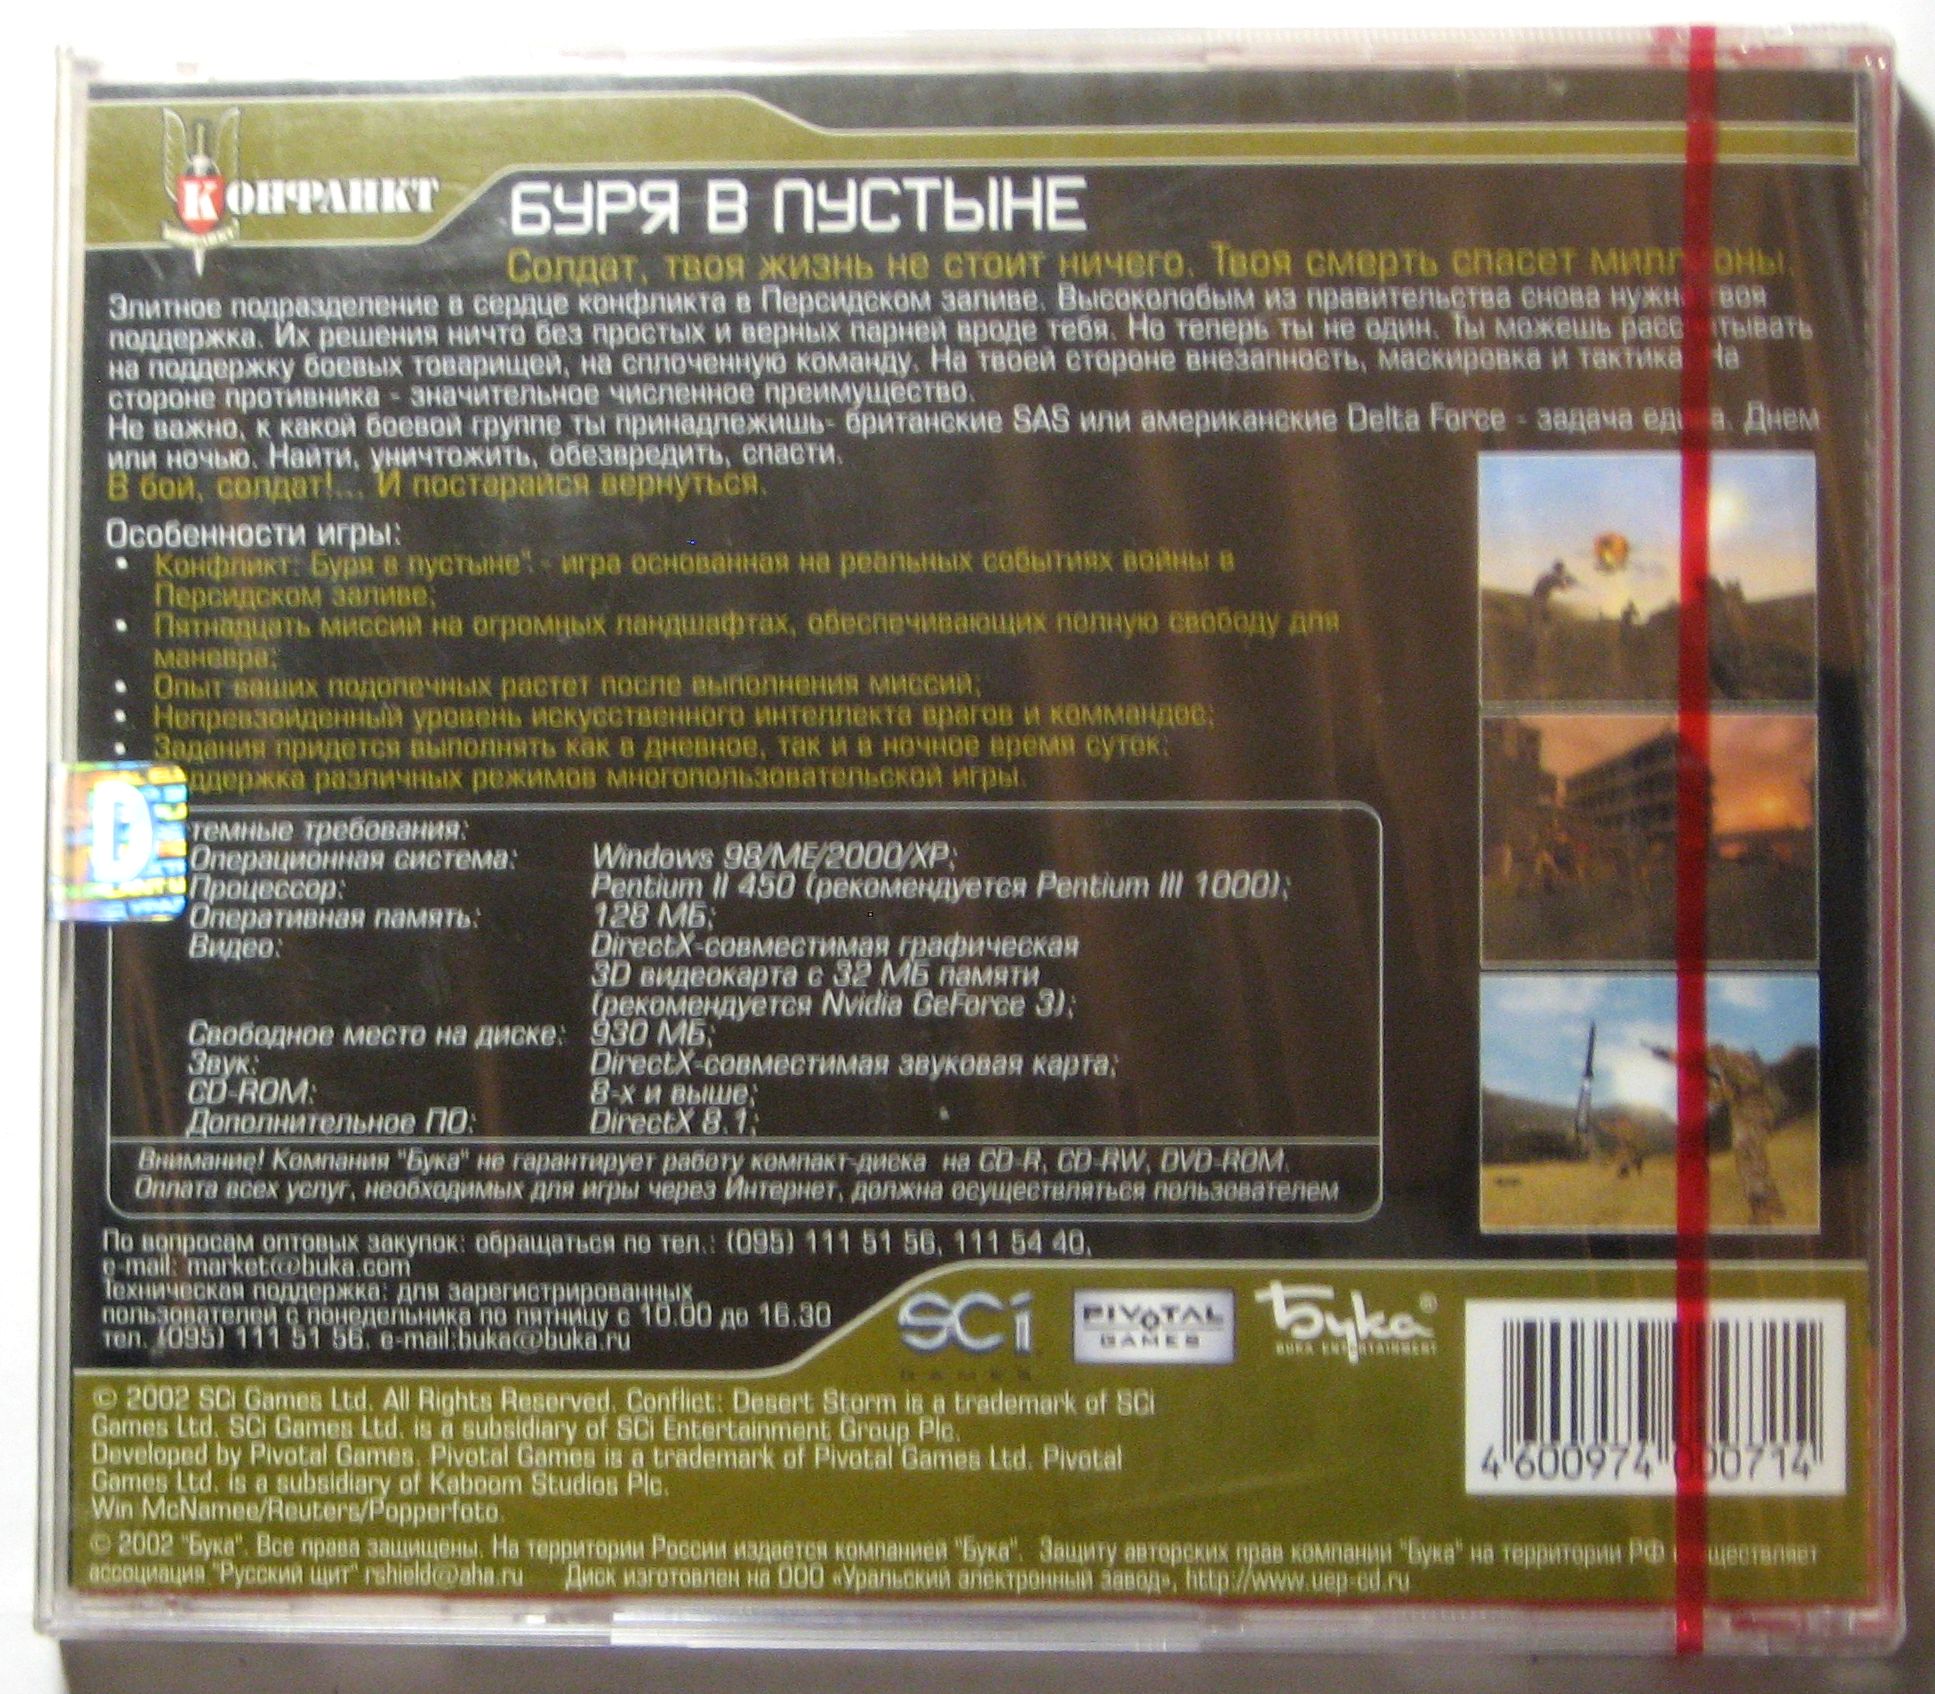 КОНФЛИКТ
БУРЯ В ПУСТЫНЕ
Солдат, твоя жизнь не стоит ничего. Твоя смерть спасет миллионы.
Элитное подразделение в сердце конфликта в Персидском заливе. Высоколобым из правительства снова нужна твоя
поддержка. Их решения ничто без простых и верных парней вроде тебя. Но теперь ты не один. Ты можешь рассчитывать
на поддержку боевых товарищей, на сплоченную команду. На твоей стороне внезапность, маскировка и тактика. На
стороне противника - значительное численное преимущество.
Не важно, к какой боевой группе ты принадлежишь- британские SAS или американские Delta Force - задача едина. Днем
или ночью. Найти, уничтожить, обезвредить, спасти.
В бой, солдат!... И постарайся вернуться.
Особенности игры:
• Конфликт: Буря в пустыне" - игра основанная на реальных событиях войны в
Персидском заливе;
• Пятнадцать миссий на огромных ландшафтах, обеспечивающих полную свободу для
маневра;
• Опыт ваших подопечных растет после выполнения миссий;
• Непревзойденный уровень искусственного интеллекта врагов и коммандос;
• Задания придется выполнять как в дневное, так и в ночное время суток;
оддержка различных режимов многопользовательской игры.
D
темные требования:
Операционная система: Windows 98/ME/2000/XP;
Процессор: Pentium II 450 (рекомендуется Pentium III 1000);
Оперативная память: 128 МБ;
Видео: DirectX-совместимая графическая
3D видеокарта с 32 МБ памяти
(рекомендуется Nvidia GeForce 3);
Свободное место на диске: 930 МБ;
Звук: DirectX-совместимая звуковая карта;
CD-ROM: 8-х и выше;
Дополнительное ПО: DirectX 8.1;
Внимание! Компания "Бука" не гарантирует работу компакт-диска на CD-R, CD-RW, DVD-ROM.
Оплата всех услуг, необходимых для игры через Интернет, должна осуществляться пользователем
По вопросам оптовых закупок: обращаться по тел.: (095) 111 51 56, 111 54 40,
e-mail: market@buka.com
Техническая поддержка: для зарегистрированных
пользователей с понедельника по пятницу с 10.00 до 16.30
тел. (095) 111 51 56, e-mail:buka@buka.ru
SCi
GAMES
PIVOTAL
GAMES
Бука®
BUKA ENTERTAINMENT
4 600974 000714
© 2002 SCi Games Ltd. All Rights Reserved. Conflict: Desert Storm is a trademark of SCi
Games Ltd. SCi Games Ltd. is a subsidiary of SCi Entertainment Group Plc.
Developed by Pivotal Games. Pivotal Games is a trademark of Pivotal Games Ltd. Pivotal
Games Ltd. is a subsidiary of Kaboom Studios Plc.
Win McNamee/Reuters/Popperfoto.
© 2002 "Бука". Все права защищены. На территории России издается компанией "Бука". Защиту авторских прав компании "Бука" на территории РФ осуществляет
ассоциация "Русский щит" rshield@aha.ru Диск изготовлен на ООО «Уральский электронный завод», http://www.uep-cd.ru